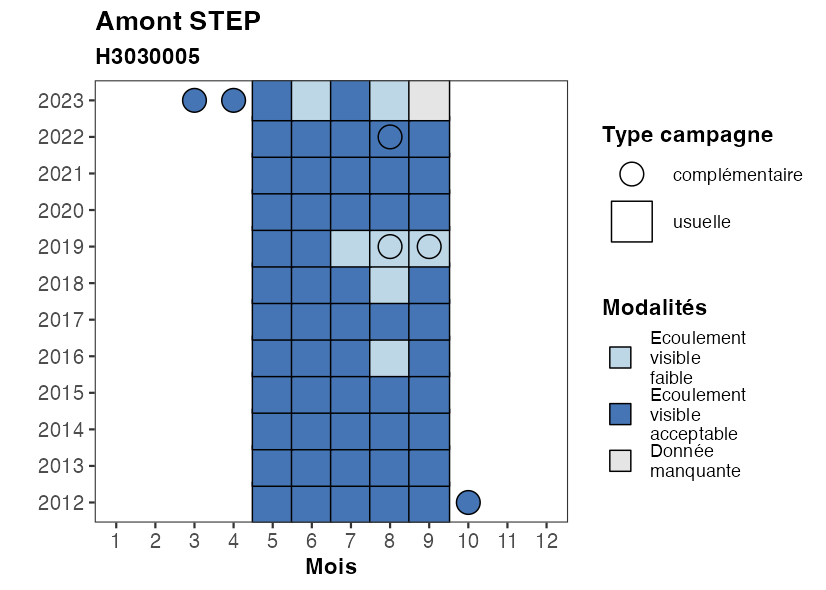 Amont STEP
H3030005
2023
2022
2021
2020
2019
2018
2017
2016
2015
2014
2013
2012
1 2 3 4 5 6 7 8 9 10 11 12
Mois
Type campagne
complémentaire
usuelle
Modalités
Ecoulement
visible
faible
Ecoulement
visible
acceptable
Donnée
manquante